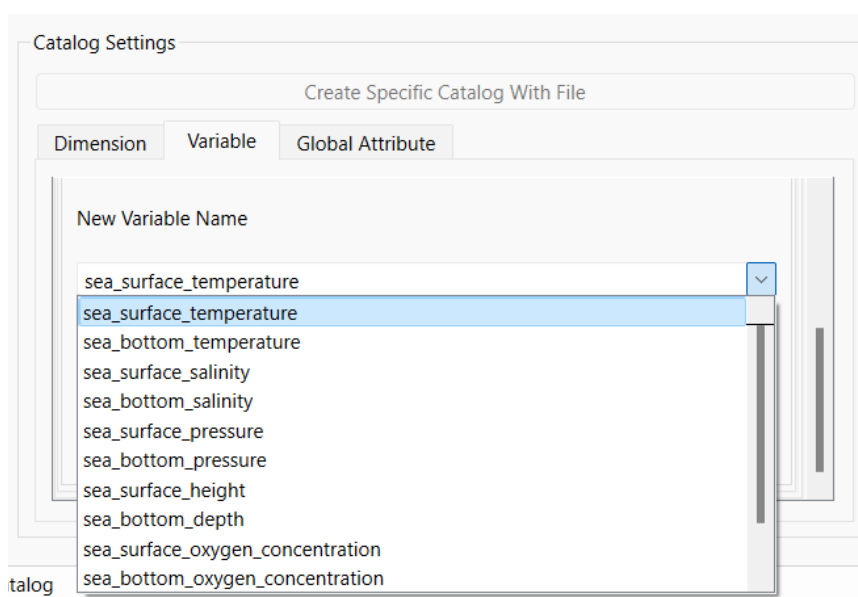 Catalog Settings
Create Specific Catalog With File
Dimension Variable Global Attribute
New Variable Name
sea_surface_temperature
sea_surface_temperature
sea_bottom_temperature
sea_surface_salinity
sea_bottom_salinity
sea_surface_pressure
sea_bottom_pressure
sea_surface_height
sea_bottom_depth
sea_surface_oxygen_concentration
sea_bottom_oxygen_concentration
talog